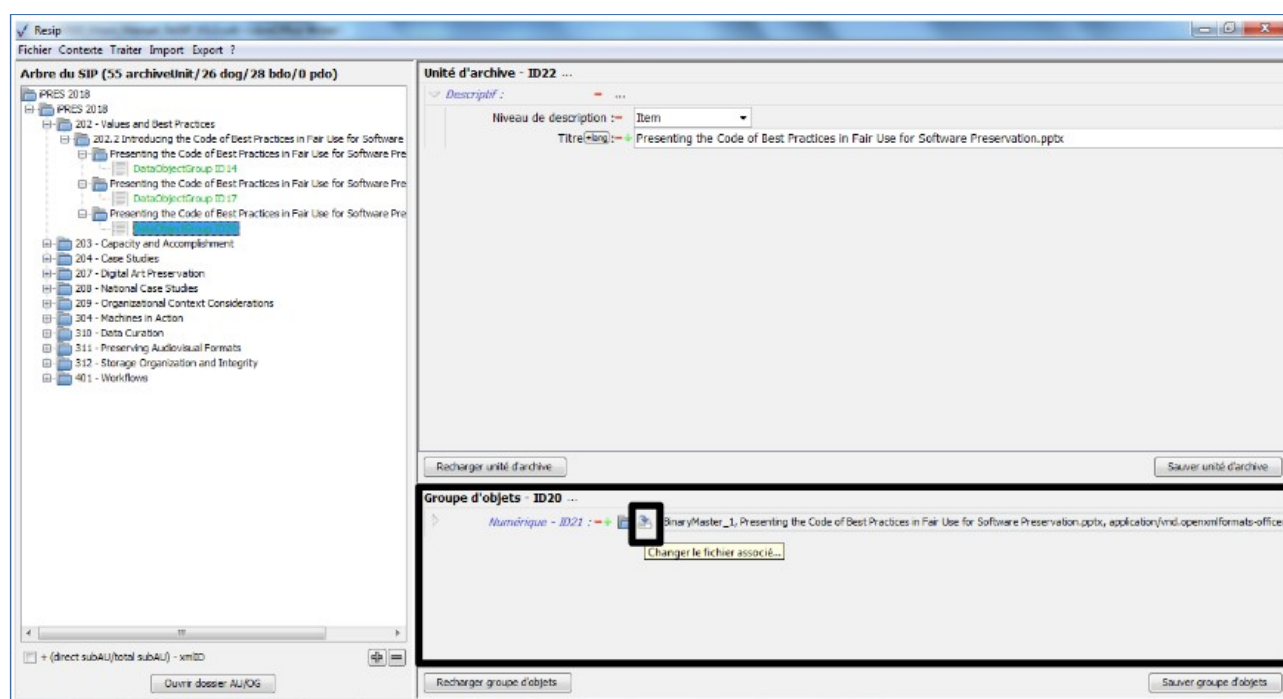 Resip
Fichier Contexte Traiter Import Export ?
Arbre du SIP (55 archiveUnit/26 dog/28 bdo/0 pdo)
iPRES 2018
iPRES 2018
202 - Values and Best Practices
202.2 Introducing the Code of Best Practices in Fair Use for Software
Presenting the Code of Best Practices in Fair Use for Software Pre
DataObjectGroup ID14
Presenting the Code of Best Practices in Fair Use for Software Pre
DataObjectGroup ID17
Presenting the Code of Best Practices in Fair Use for Software Pre
203 - Capacity and Accomplishment
204 - Case Studies
207 - Digital Art Preservation
208 - National Case Studies
209 - Organizational Context Considerations
304 - Machines in Action
310 - Data Curation
311 - Preserving Audiovisual Formats
312 - Storage Organization and Integrity
401 - Workflows
+ (direct subAU/total subAU) - xmlID
Ouvrir dossier AU/OG
Unité d'archive - ID22 ...
Descriptif : - ...
Niveau de description :- Item
Titre +lang :-+ Presenting the Code of Best Practices in Fair Use for Software Preservation.pptx
Recharger unité d'archive
Sauver unité d'archive
Groupe d'objets - ID20 ...
Numérique - ID21 : -+ BinaryMaster_1, Presenting the Code of Best Practices in Fair Use for Software Preservation.pptx, application/vnd.openxmlformats-office
Changer le fichier associé...
Recharger groupe d'objets
Sauver groupe d'objets